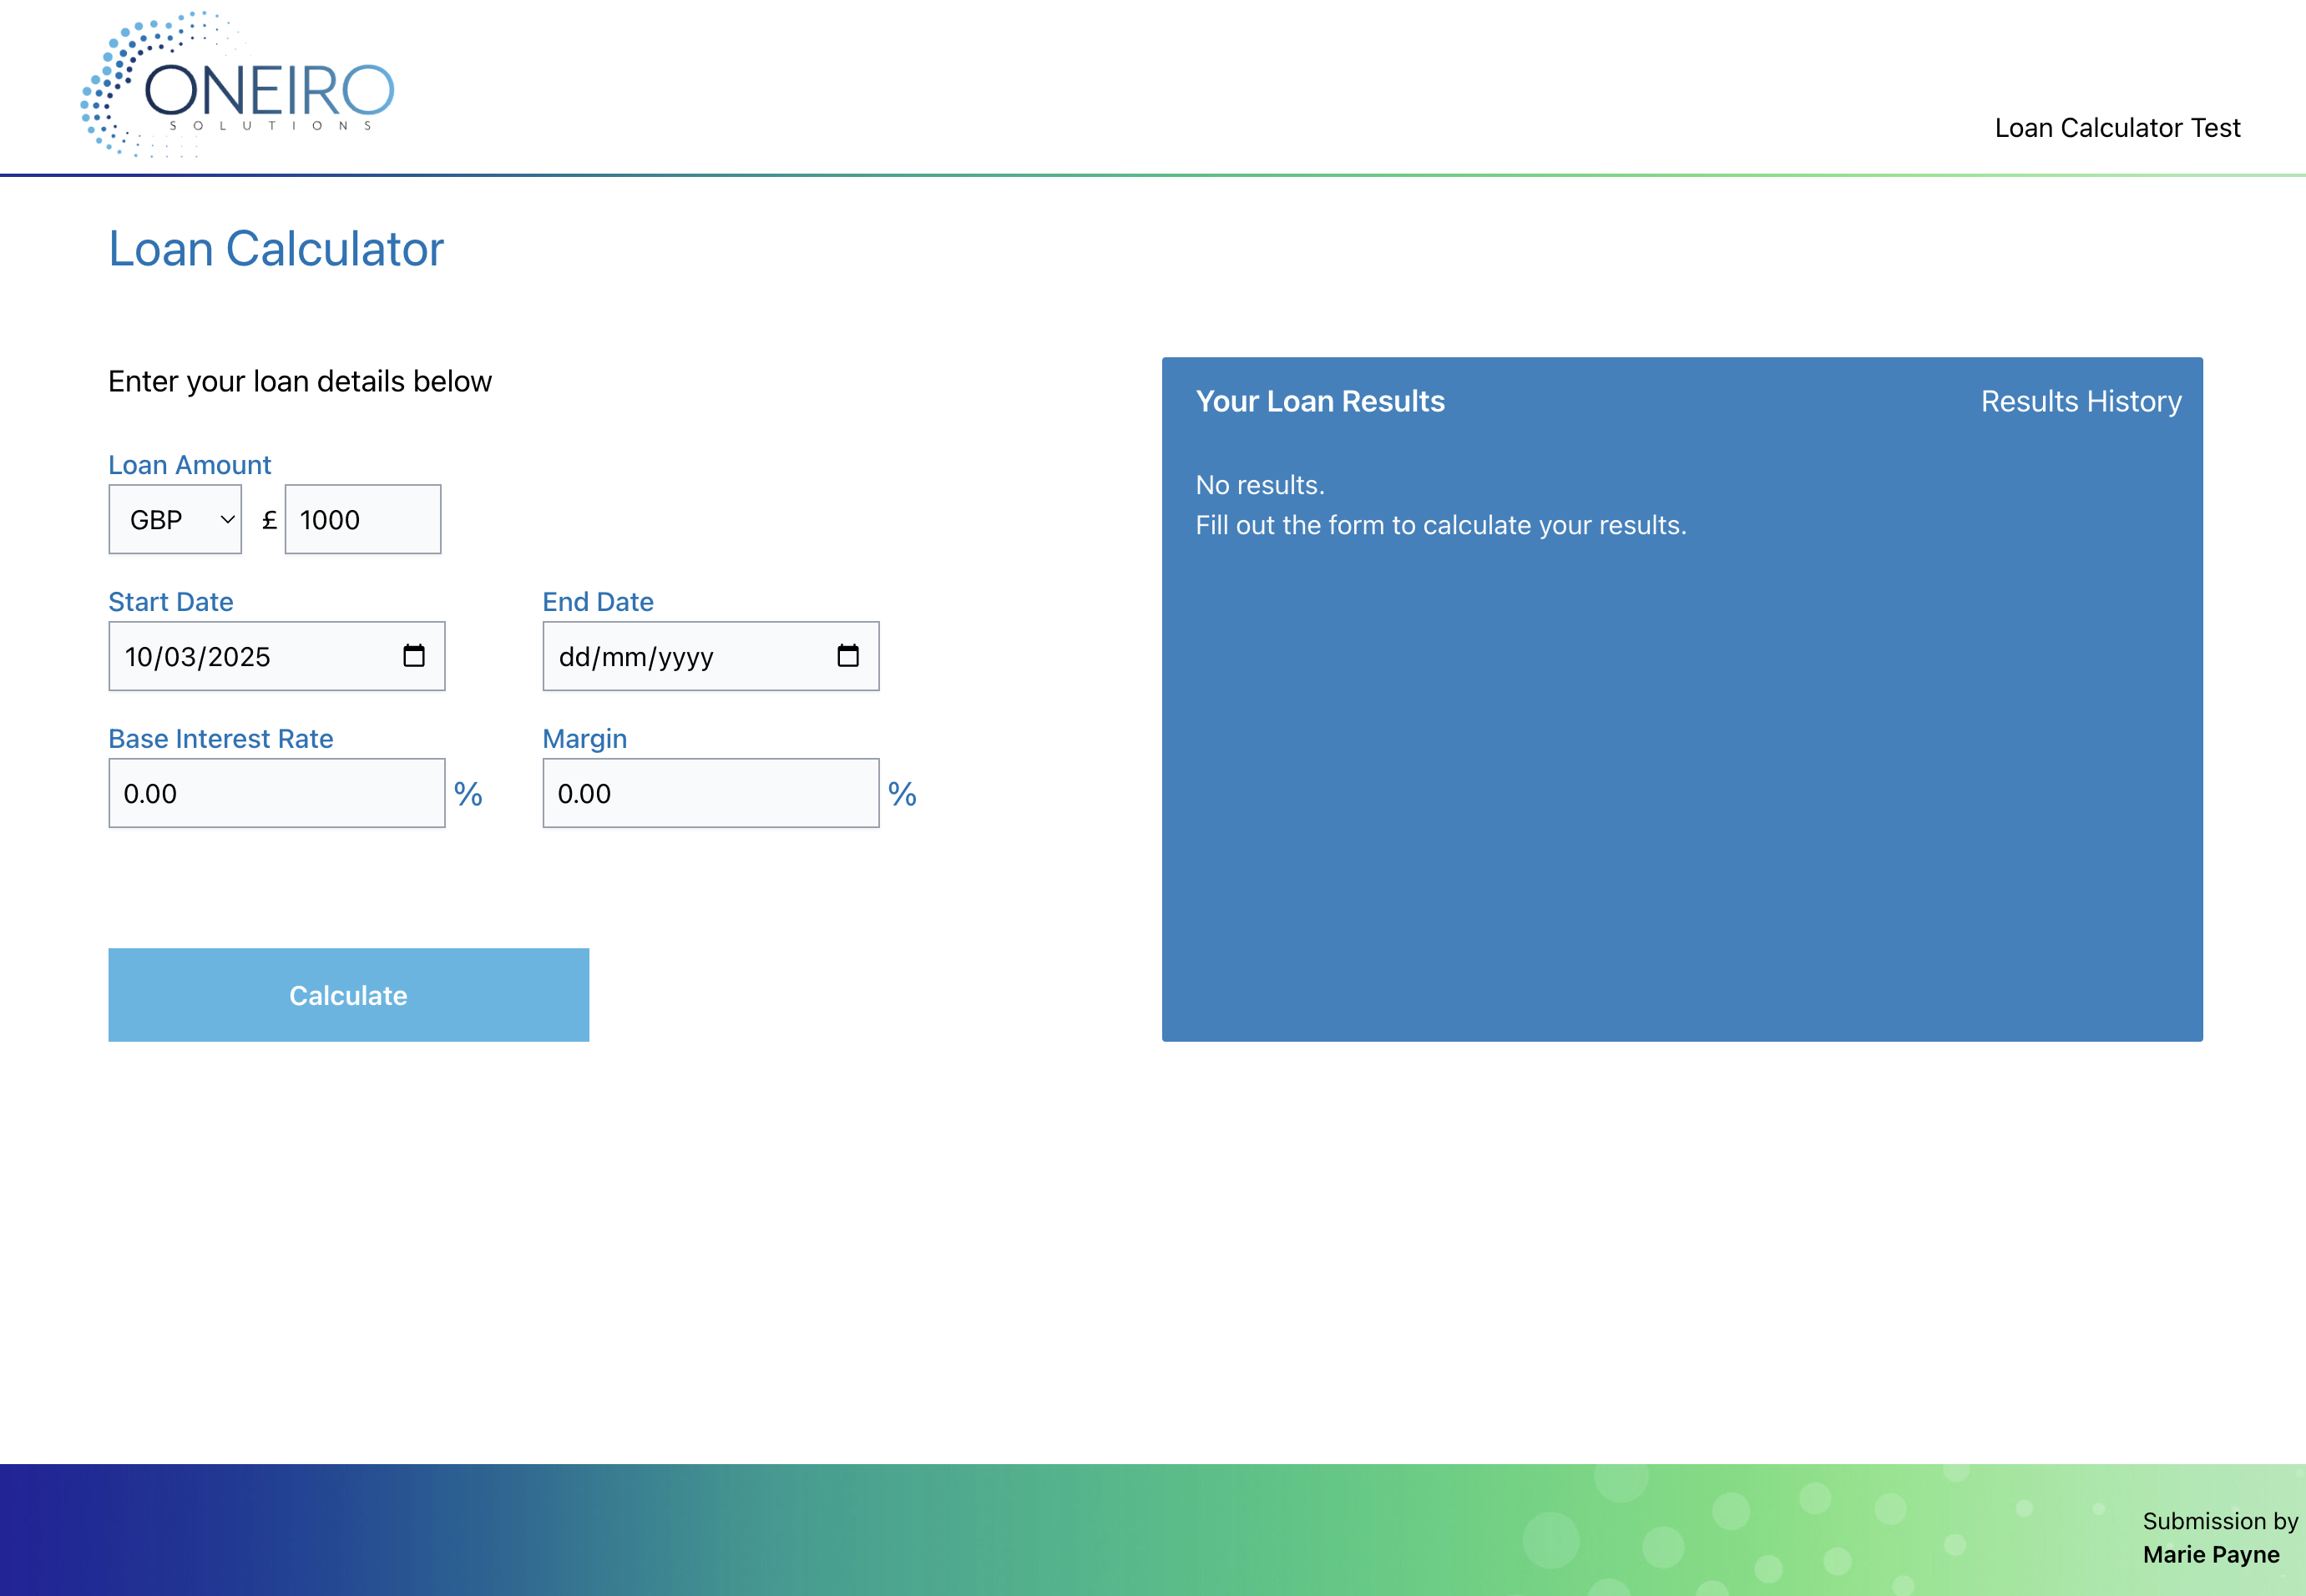 ONEIRO
SOLUTIONS
Loan Calculator Test
Loan Calculator
Enter your loan details below
Loan Amount
GBP £ 1000
Start Date End Date
10/03/2025 dd/mm/yyyy
Base Interest Rate Margin
0.00 % 0.00 %
Calculate
Your Loan Results Results History
No results.
Fill out the form to calculate your results.
Submission by
Marie Payne